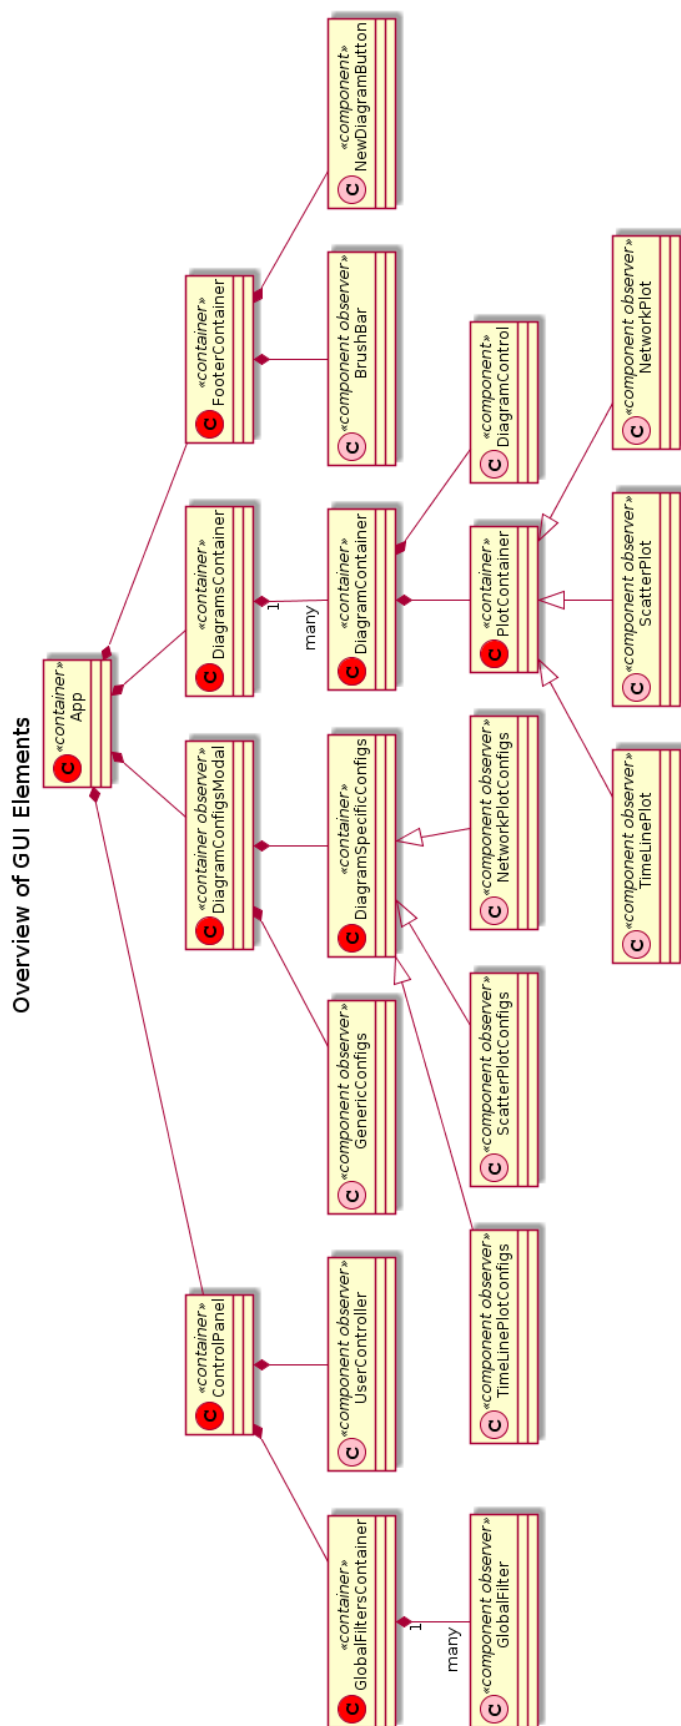 Overview of GUI Elements
C
«container»
App
C
«container»
ControlPanel
C
«container observer»
DiagramConfigsModal
C
«container»
DiagramsContainer
C
«container»
FooterContainer
C
«container»
GlobalFiltersContainer
C
«component observer»
UserController
C
«component observer»
GenericConfigs
C
«container»
DiagramSpecificConfigs
1
many
C
«container»
DiagramContainer
C
«component observer»
BrushBar
C
«component»
NewDiagramButton
1
many
C
«component observer»
GlobalFilter
C
«component observer»
TimeLinePlotConfigs
C
«component observer»
ScatterPlotConfigs
C
«component observer»
NetworkPlotConfigs
C
«container»
PlotContainer
C
«component»
DiagramControl
C
«component observer»
TimeLinePlot
C
«component observer»
ScatterPlot
C
«component observer»
NetworkPlot